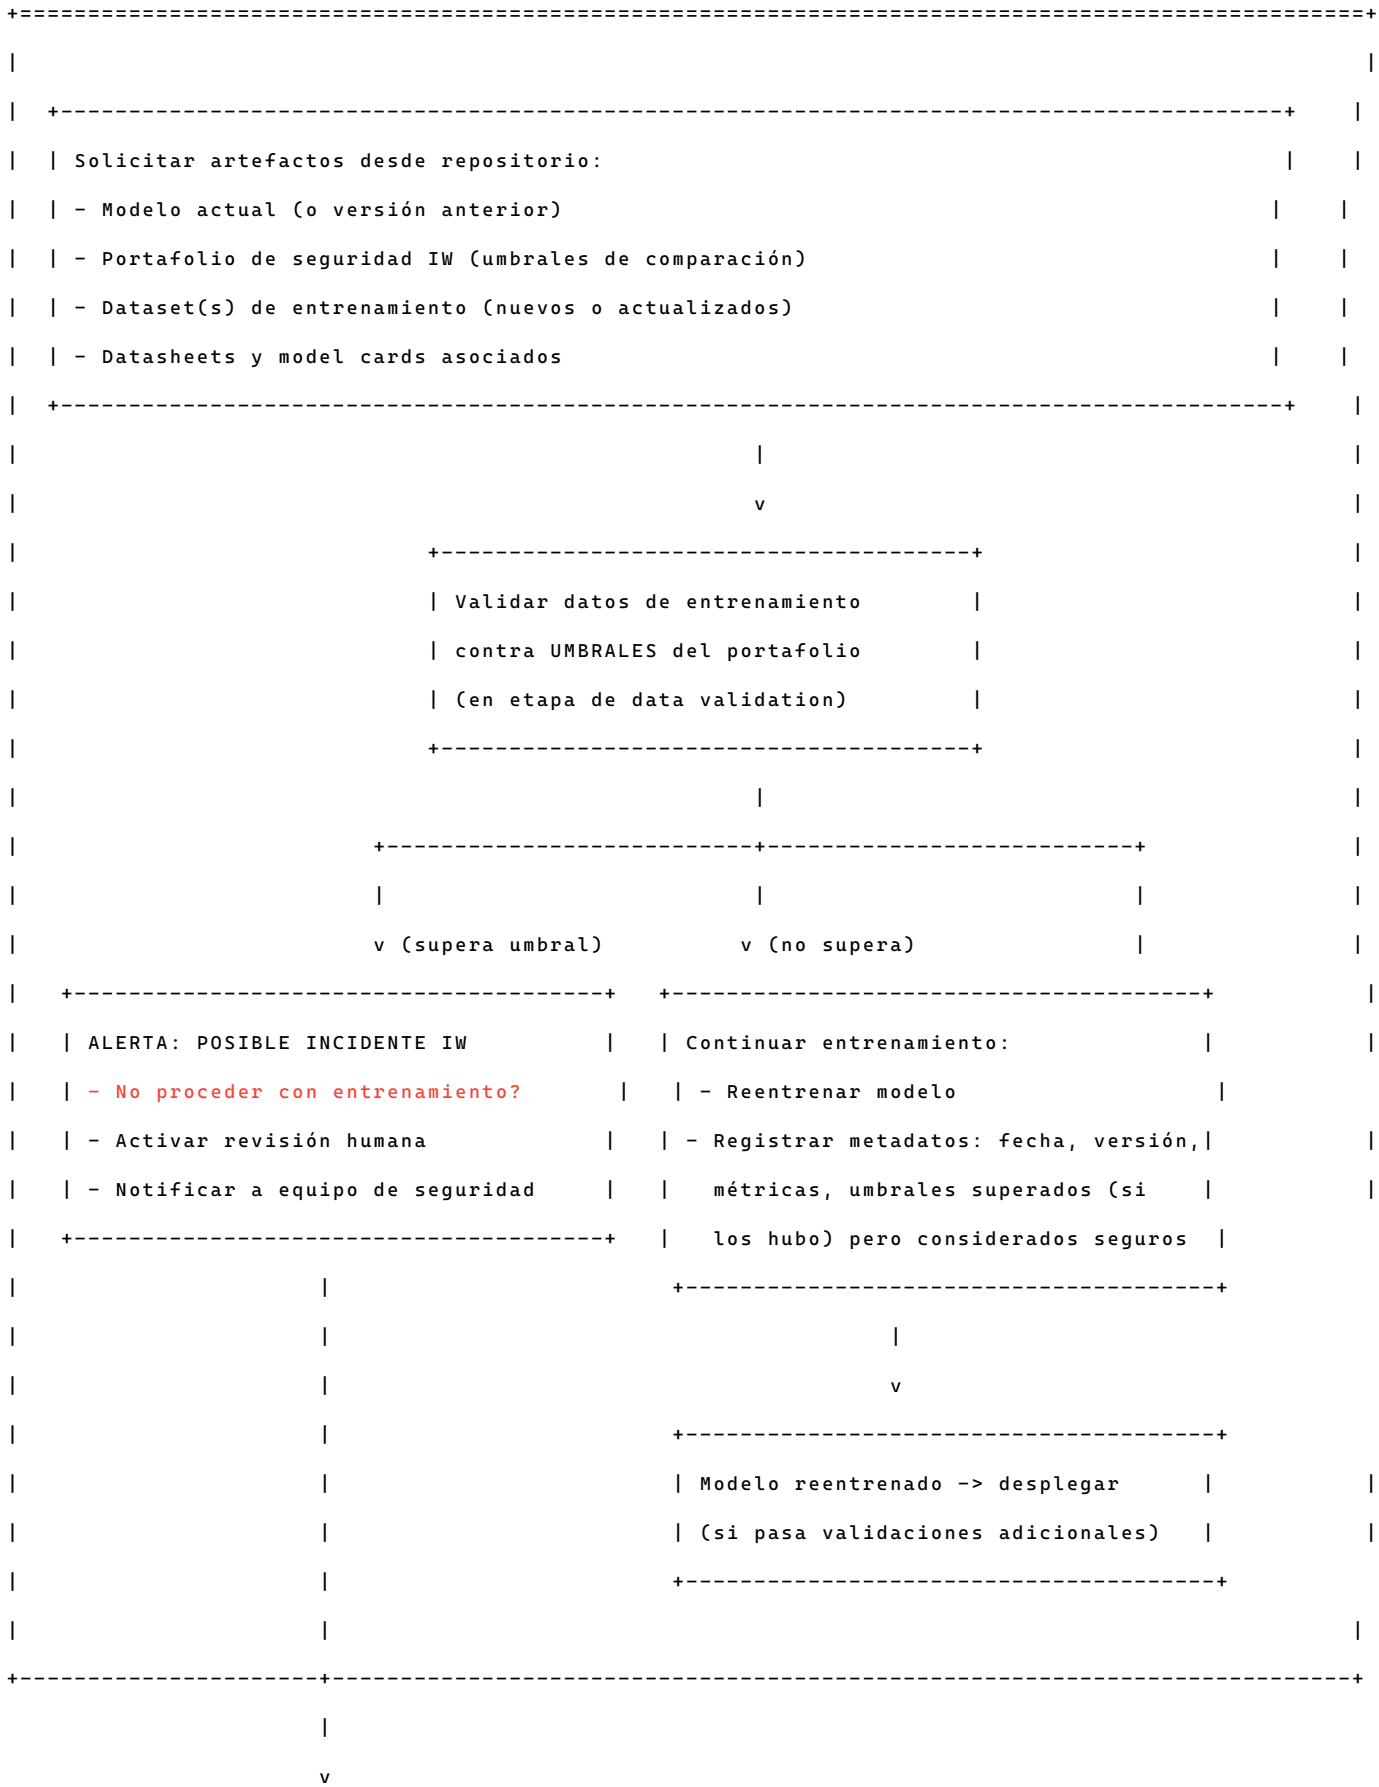 +===================================================================================================+
|                                                                                                    |
|  +------------------------------------------------------------------------------------------+    |
|  | Solicitar artefactos desde repositorio:                                                  |    |
|  | - Modelo actual (o versión anterior)                                                    |    |
|  | - Portafolio de seguridad IW (umbrales de comparación)                                  |    |
|  | - Dataset(s) de entrenamiento (nuevos o actualizados)                                   |    |
|  | - Datasheets y model cards asociados                                                    |    |
|  +------------------------------------------------------------------------------------------+    |
|                                                      |                                           |
|                                                      v                                           |
|                              +---------------------------------------+                           |
|                              | Validar datos de entrenamiento        |                           |
|                              | contra UMBRALES del portafolio        |                           |
|                              | (en etapa de data validation)         |                           |
|                              +---------------------------------------+                           |
|                                                      |                                           |
|                          +---------------------------+---------------------------+               |
|                          |                           |                           |               |
|                          v (supera umbral)          v (no supera)                |               |
|   +---------------------------------------+   +---------------------------------------+           |
|   | ALERTA: POSIBLE INCIDENTE IW          |   | Continuar entrenamiento:              |           |
|   | - No proceder con entrenamiento?       |   | - Reentrenar modelo                   |
|   | - Activar revisión humana             |   | - Registrar metadatos: fecha, versión,|           |
|   | - Notificar a equipo de seguridad     |   |   métricas, umbrales superados (si    |           |
|   +---------------------------------------+   |   los hubo) pero considerados seguros  |
|                      |                         +---------------------------------------+
|                      |                                         |
|                      |                                         v
|                      |                         +---------------------------------------+
|                      |                         | Modelo reentrenado -> desplegar      |           |
|                      |                         | (si pasa validaciones adicionales)   |           |
|                      |                         +---------------------------------------+
|                      |                                                                           |
+----------------------+---------------------------------------------------------------------------+
                       |
                       v